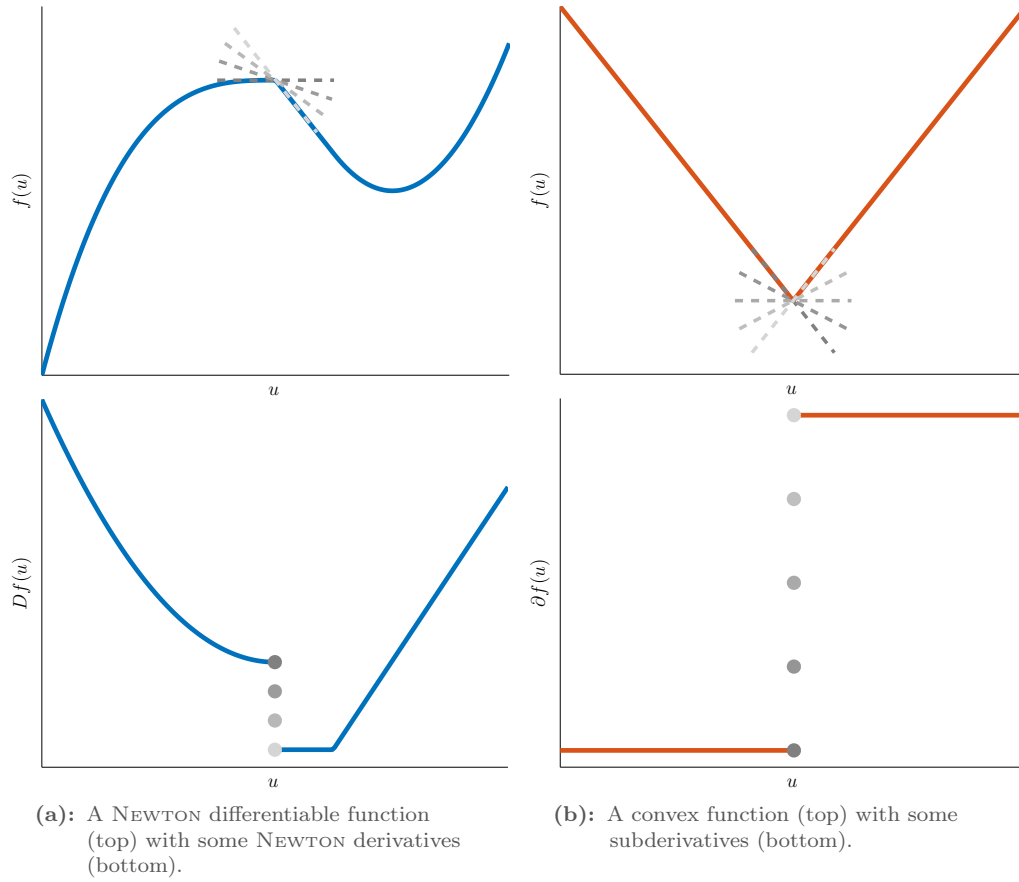 f(u)
u
f(u)
u
Df(u)
u
∂f(u)
u
(a): A NEWTON differentiable function
(top) with some NEWTON derivatives
(bottom).
(b): A convex function (top) with some
subderivatives (bottom).